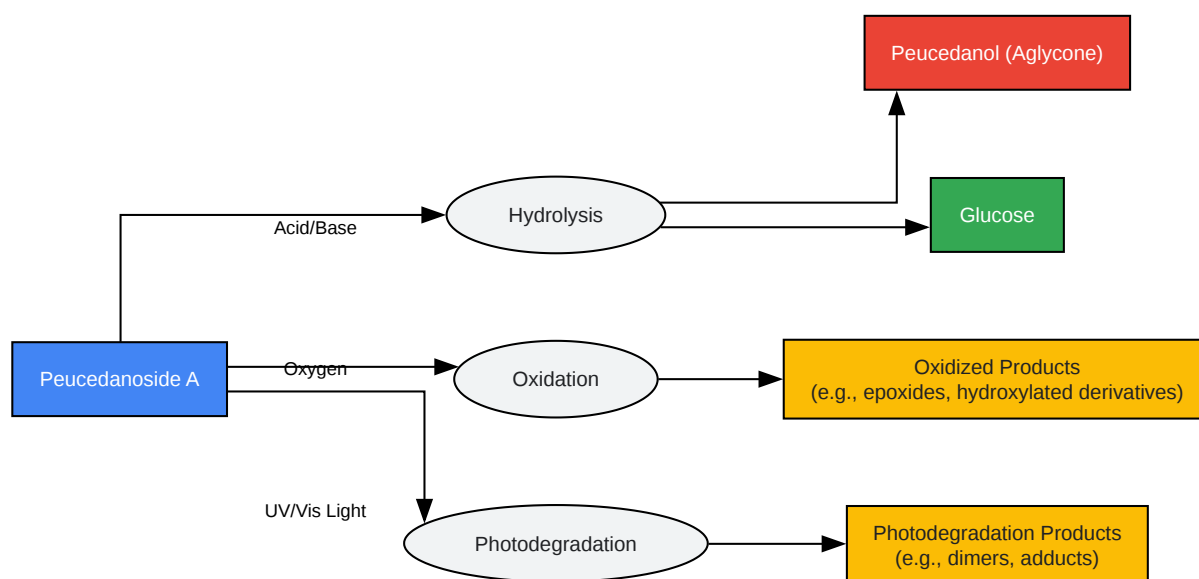 Peucedanol (Aglycone)
Hydrolysis
Glucose
Acid/Base
Peucedanoside A
Oxygen
Oxidation
Oxidized Products
(e.g., epoxides, hydroxylated derivatives)
UV/Vis Light
Photodegradation
Photodegradation Products
(e.g., dimers, adducts)